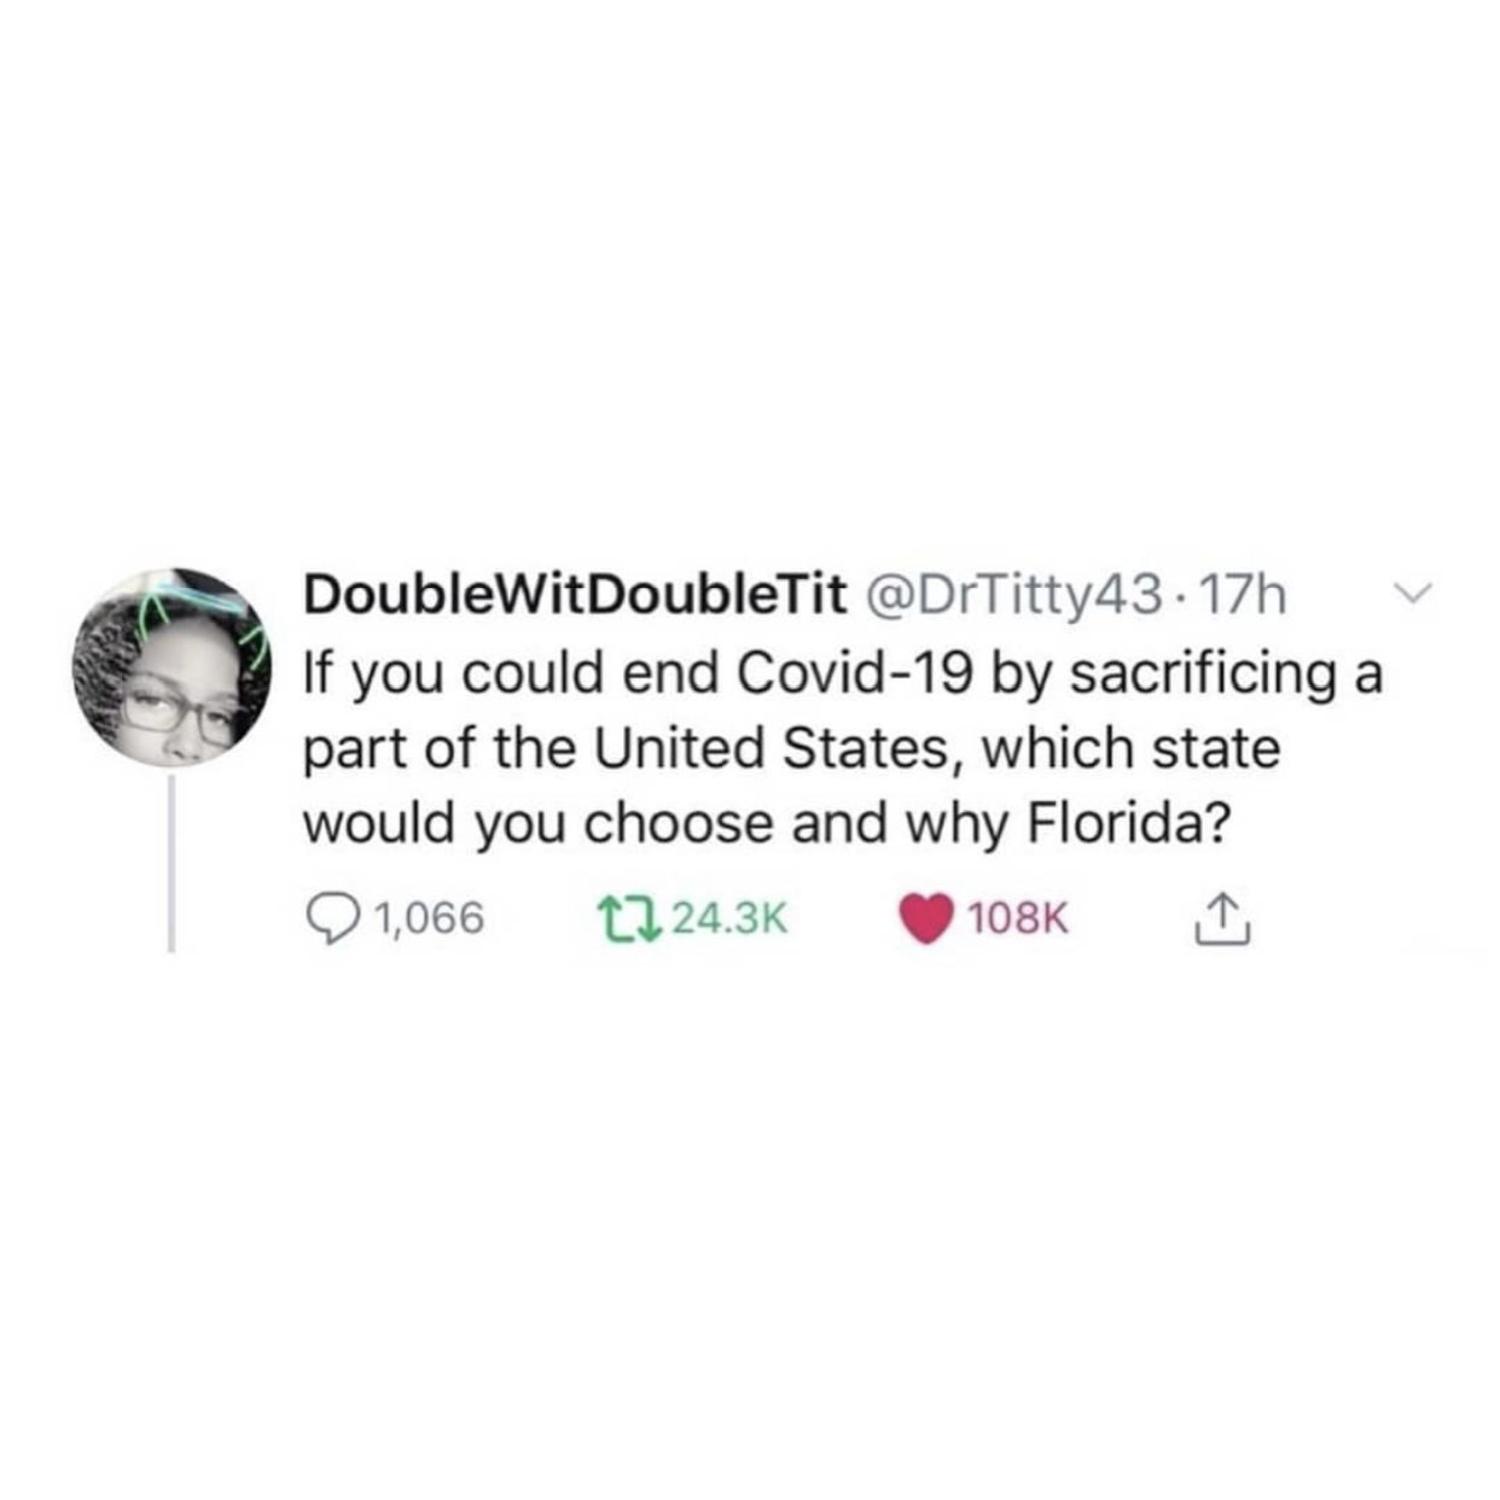 DoubleWitDoubleTit @DrTitty43 · 17h
If you could end Covid-19 by sacrificing a
part of the United States, which state
would you choose and why Florida?
1,066 24.3K 108K